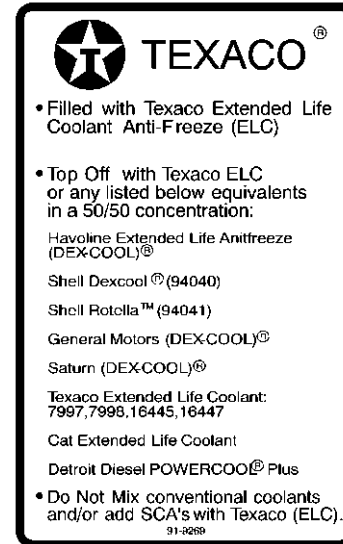 TEXACO®
• Filled with Texaco Extended Life
Coolant Anti-Freeze (ELC)
• Top Off with Texaco ELC
or any listed below equivalents
in a 50/50 concentration:
Havoline Extended Life Anitfreeze
(DEX-COOL)®
Shell Dexcool ® (94040)
Shell Rotella™ (94041)
General Motors (DEX-COOL)®
Saturn (DEX-COOL)®
Texaco Extended Life Coolant:
7997,7998,16445,16447
Cat Extended Life Coolant
Detroit Diesel POWERCOOL® Plus
• Do Not Mix conventional coolants
and/or add SCA's with Texaco (ELC).
91-9269